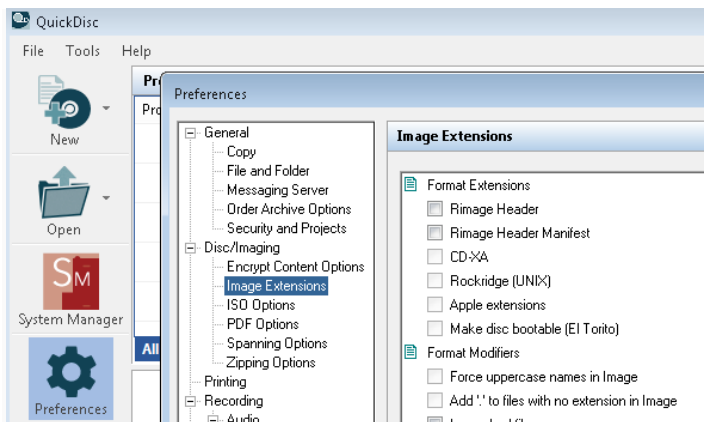 QuickDisc
File Tools Help
New
Open
SM
System Manager
Preferences
Pr
Pro
All
Preferences
General
Copy
File and Folder
Messaging Server
Order Archive Options
Security and Projects
Disc/Imaging
Encrypt Content Options
Image Extensions
ISO Options
PDF Options
Spanning Options
Zipping Options
Printing
Recording
Audio
Image Extensions
Format Extensions
Rimage Header
Rimage Header Manifest
CD-XA
Rockridge (UNIX)
Apple extensions
Make disc bootable (El Torito)
Format Modifiers
Force uppercase names in Image
Add '.' to files with no extension in Image